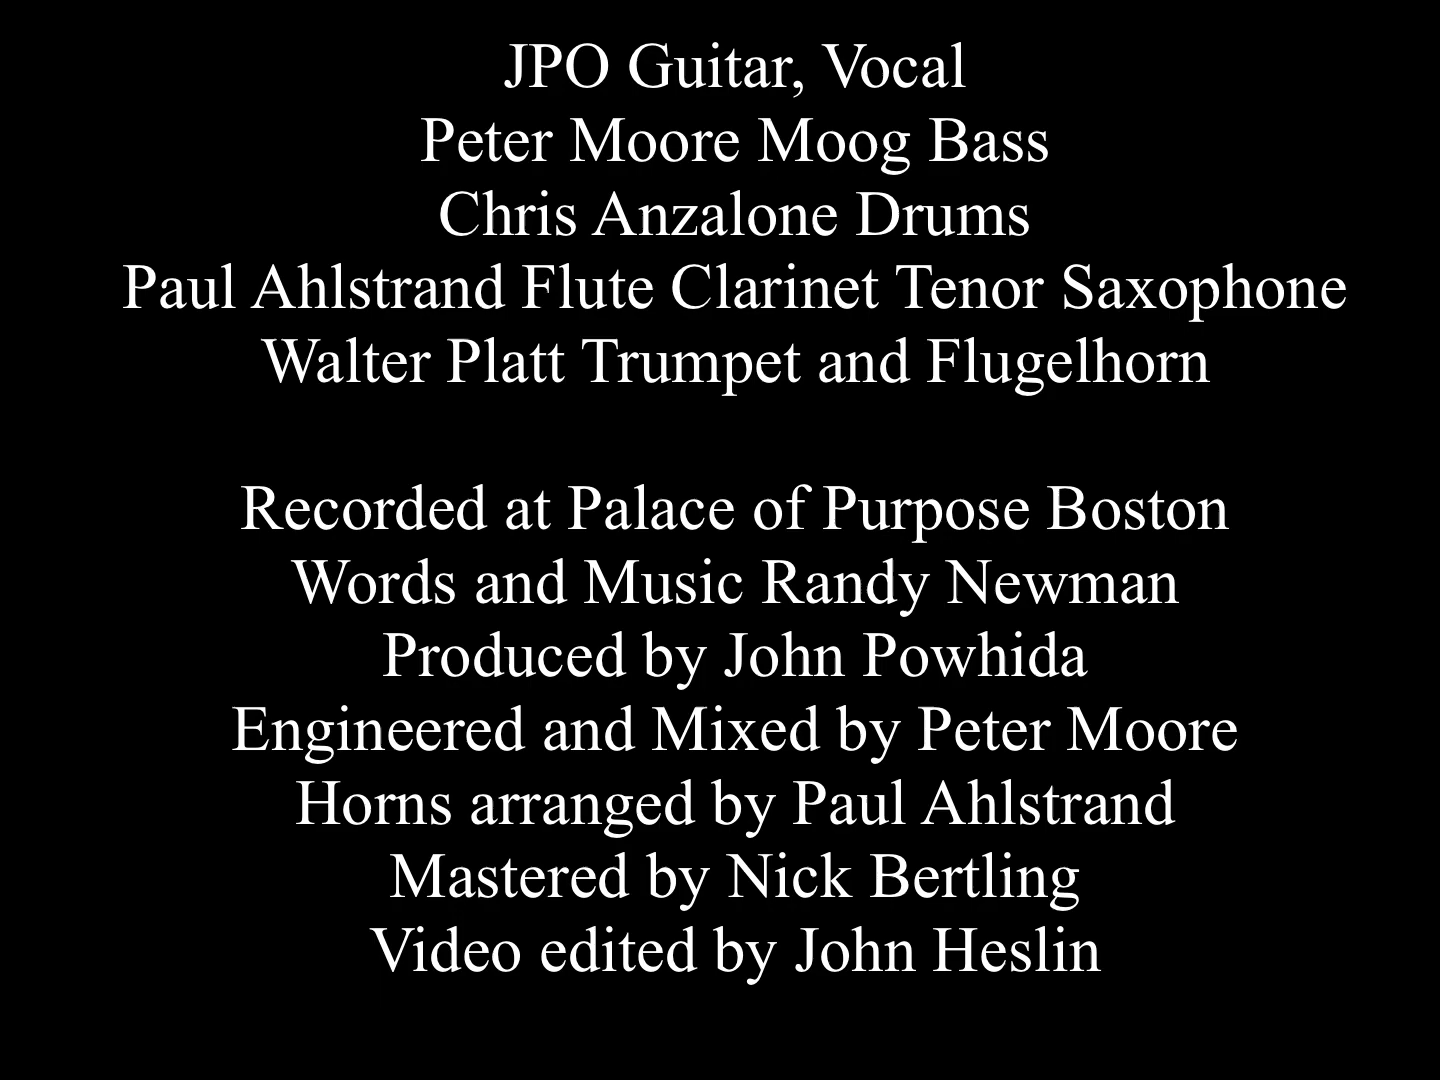 JPO Guitar, Vocal
Peter Moore Moog Bass
Chris Anzalone Drums
Paul Ahlstrand Flute Clarinet Tenor Saxophone
Walter Platt Trumpet and Flugelhorn
Recorded at Palace of Purpose Boston
Words and Music Randy Newman
Produced by John Powhida
Engineered and Mixed by Peter Moore
Horns arranged by Paul Ahlstrand
Mastered by Nick Bertling
Video edited by John Heslin